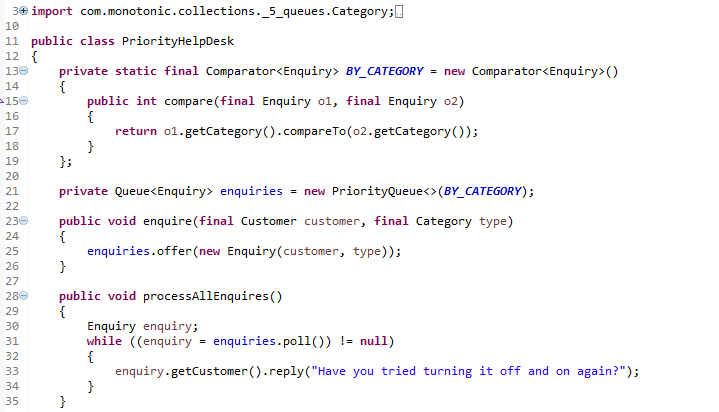 3 import com.monotonic.collections._5_queues.Category;
10
11 public class PriorityHelpDesk
12 {
13 private static final Comparator<Enquiry> BY_CATEGORY = new Comparator<Enquiry>()
14 {
15 public int compare(final Enquiry o1, final Enquiry o2)
16 {
17 return o1.getCategory().compareTo(o2.getCategory());
18 }
19 };
20
21 private Queue<Enquiry> enquiries = new PriorityQueue<>(BY_CATEGORY);
22
23 public void enquire(final Customer customer, final Category type)
24 {
25 enquiries.offer(new Enquiry(customer, type));
26 }
27
28 public void processAllEnquires()
29 {
30 Enquiry enquiry;
31 while ((enquiry = enquiries.poll()) != null)
32 {
33 enquiry.getCustomer().reply("Have you tried turning it off and on again?");
34 }
35 }